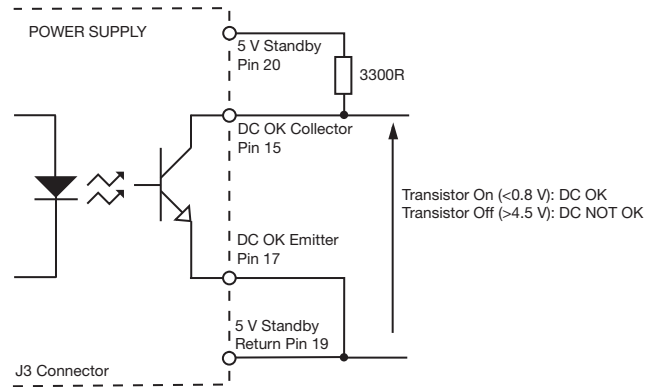 POWER SUPPLY
5 V Standby
Pin 20
3300R
DC OK Collector
Pin 15
Transistor On (<0.8 V): DC OK
Transistor Off (>4.5 V): DC NOT OK
DC OK Emitter
Pin 17
5 V Standby
Return Pin 19
J3 Connector